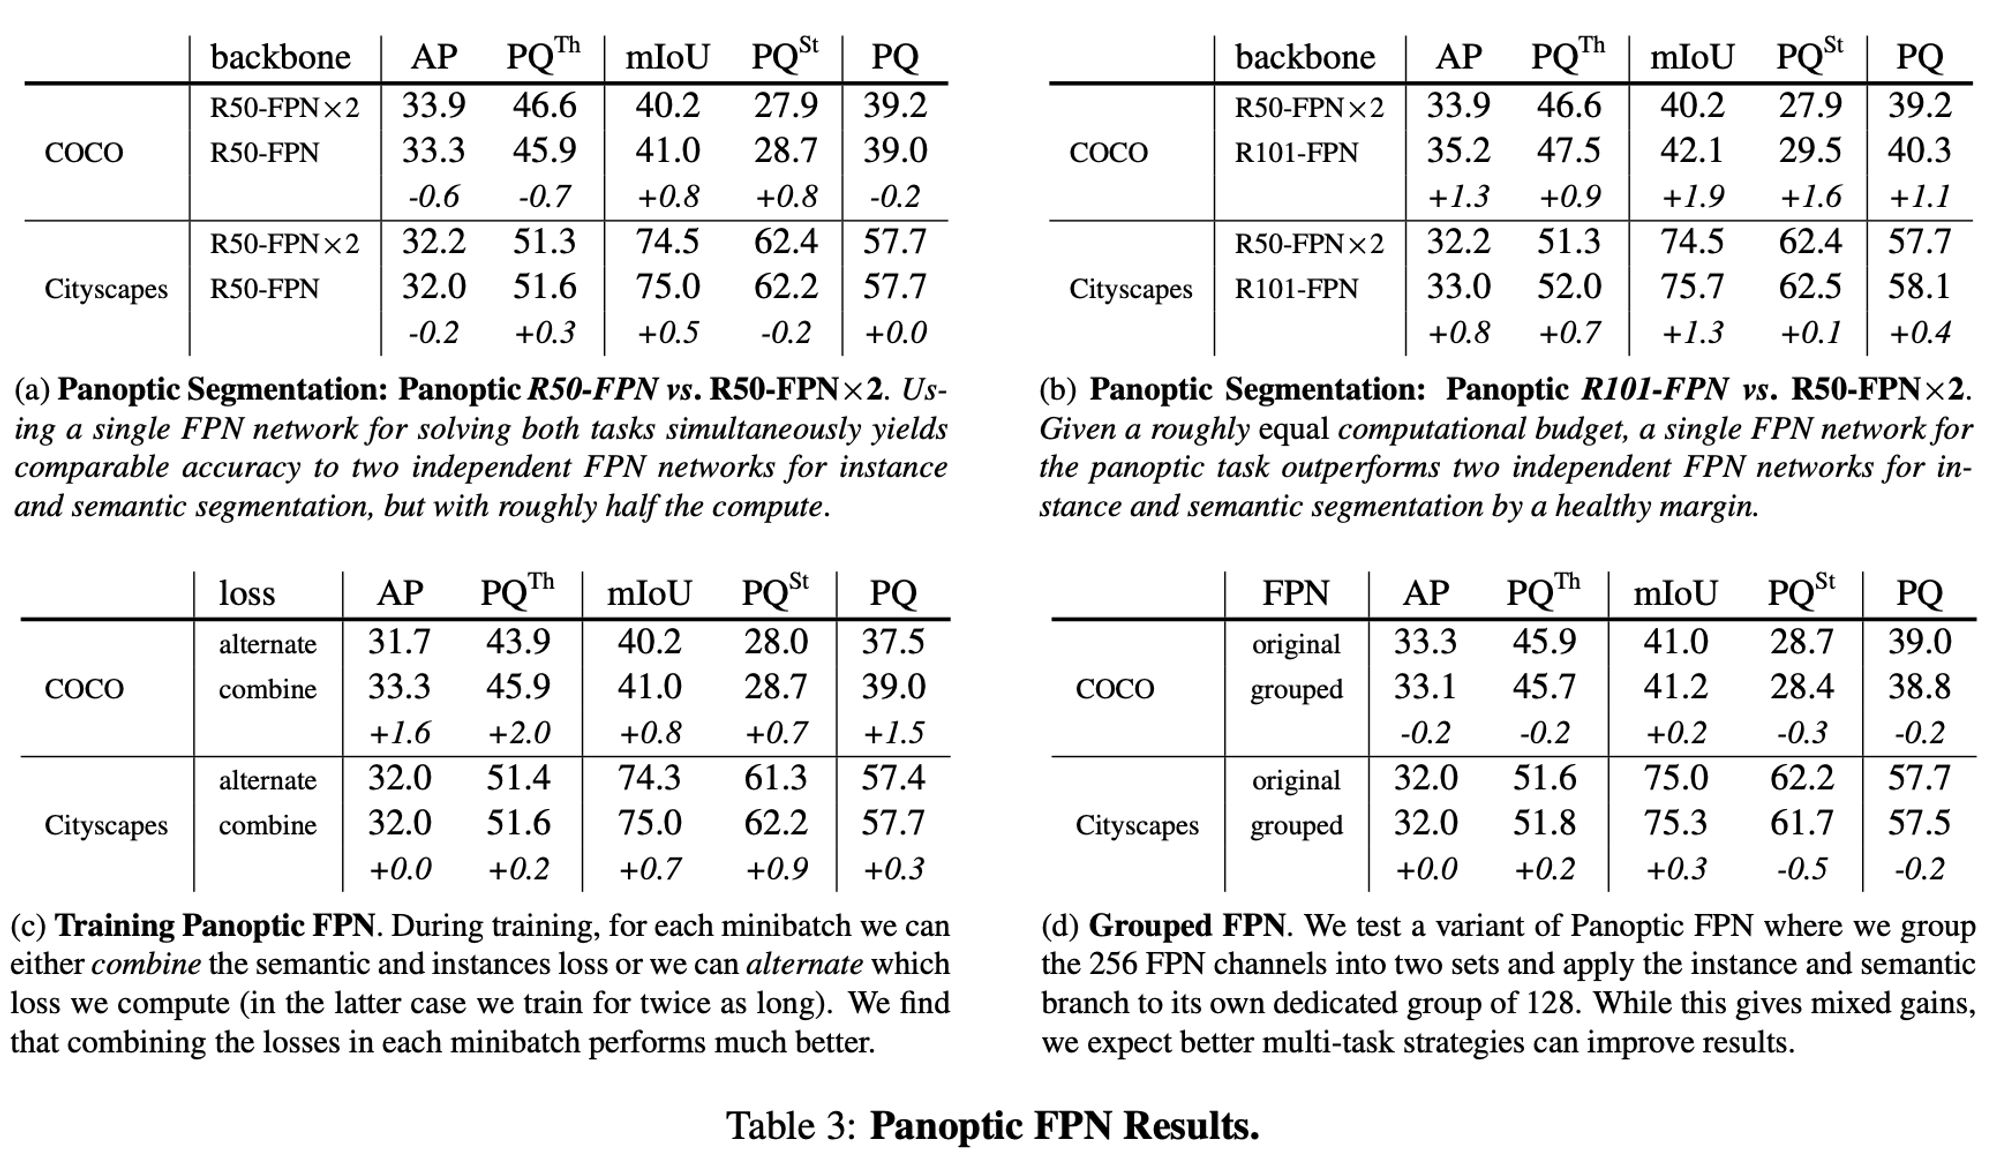 backbone AP PQTh mIoU PQSt PQ
R50-FPN×2 33.9 46.6 40.2 27.9 39.2
COCO R50-FPN 33.3 45.9 41.0 28.7 39.0
-0.6 -0.7 +0.8 +0.8 -0.2
R50-FPN×2 32.2 51.3 74.5 62.4 57.7
Cityscapes R50-FPN 32.0 51.6 75.0 62.2 57.7
-0.2 +0.3 +0.5 -0.2 +0.0
(a) Panoptic Segmentation: Panoptic R50-FPN vs. R50-FPN×2. Us-
ing a single FPN network for solving both tasks simultaneously yields
comparable accuracy to two independent FPN networks for instance
and semantic segmentation, but with roughly half the compute.
backbone AP PQTh mIoU PQSt PQ
R50-FPN×2 33.9 46.6 40.2 27.9 39.2
COCO R101-FPN 35.2 47.5 42.1 29.5 40.3
+1.3 +0.9 +1.9 +1.6 +1.1
R50-FPN×2 32.2 51.3 74.5 62.4 57.7
Cityscapes R101-FPN 33.0 52.0 75.7 62.5 58.1
+0.8 +0.7 +1.3 +0.1 +0.4
(b) Panoptic Segmentation: Panoptic R101-FPN vs. R50-FPN×2.
Given a roughly equal computational budget, a single FPN network for
the panoptic task outperforms two independent FPN networks for in-
stance and semantic segmentation by a healthy margin.
loss AP PQTh mIoU PQSt PQ
alternate 31.7 43.9 40.2 28.0 37.5
COCO combine 33.3 45.9 41.0 28.7 39.0
+1.6 +2.0 +0.8 +0.7 +1.5
alternate 32.0 51.4 74.3 61.3 57.4
Cityscapes combine 32.0 51.6 75.0 62.2 57.7
+0.0 +0.2 +0.7 +0.9 +0.3
(c) Training Panoptic FPN. During training, for each minibatch we can
either combine the semantic and instances loss or we can alternate which
loss we compute (in the latter case we train for twice as long). We find
that combining the losses in each minibatch performs much better.
FPN AP PQTh mIoU PQSt PQ
original 33.3 45.9 41.0 28.7 39.0
COCO grouped 33.1 45.7 41.2 28.4 38.8
-0.2 -0.2 +0.2 -0.3 -0.2
original 32.0 51.6 75.0 62.2 57.7
Cityscapes grouped 32.0 51.8 75.3 61.7 57.5
+0.0 +0.2 +0.3 -0.5 -0.2
(d) Grouped FPN. We test a variant of Panoptic FPN where we group
the 256 FPN channels into two sets and apply the instance and semantic
branch to its own dedicated group of 128. While this gives mixed gains,
we expect better multi-task strategies can improve results.
Table 3: Panoptic FPN Results.